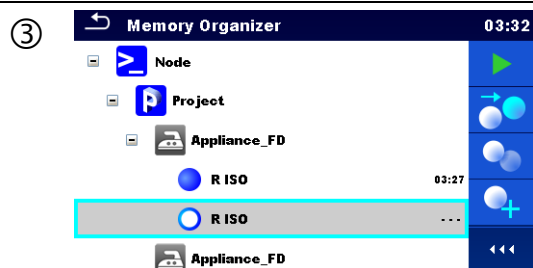 ③
Memory Organizer 03:32
>_ Node
P Project
Appliance_FD
R ISO 03:27
R ISO ---
Appliance_FD